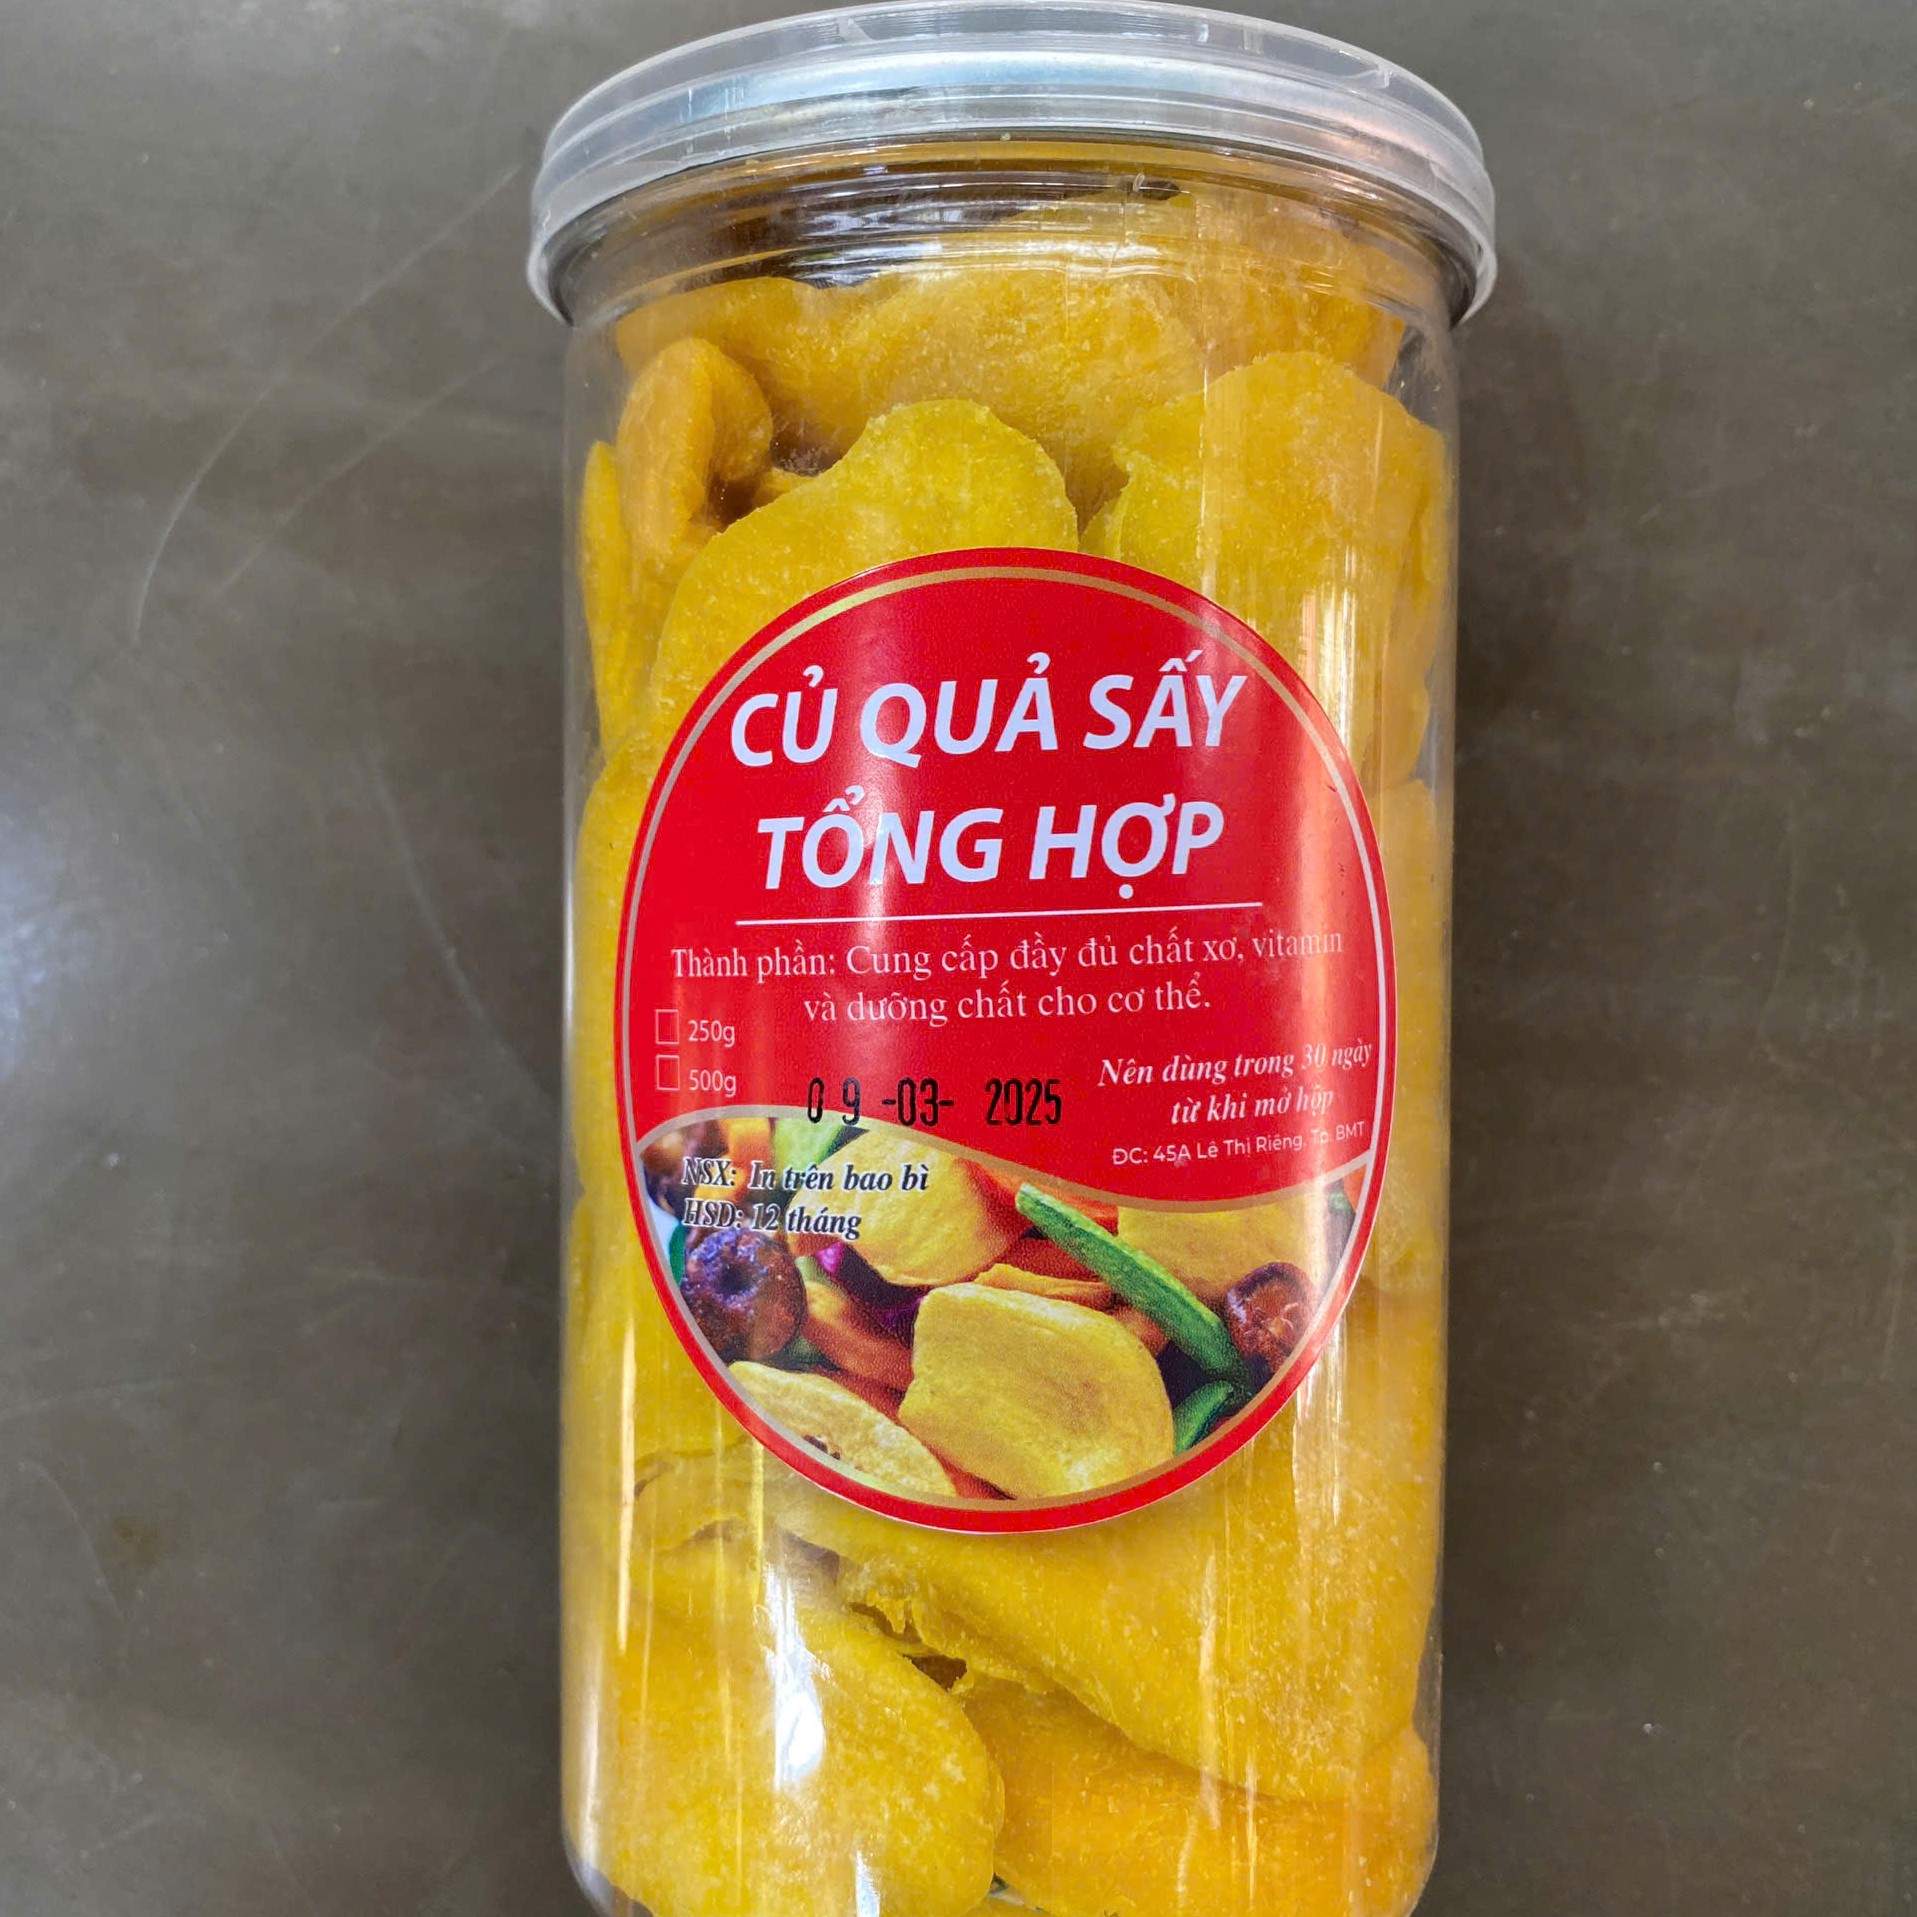 CỦ QUẢ SẤY
TỔNG HỢP
Thành phần: Cung cấp đầy đủ chất xơ, vitamin
và dưỡng chất cho cơ thể.
250g
500g
09-03-2025
Nên dùng trong 30 ngày
từ khi mở hộp
ĐC: 45A Lê Thị Riêng, Tp. BMT
NSX: In trên bao bì
HSD: 12 tháng